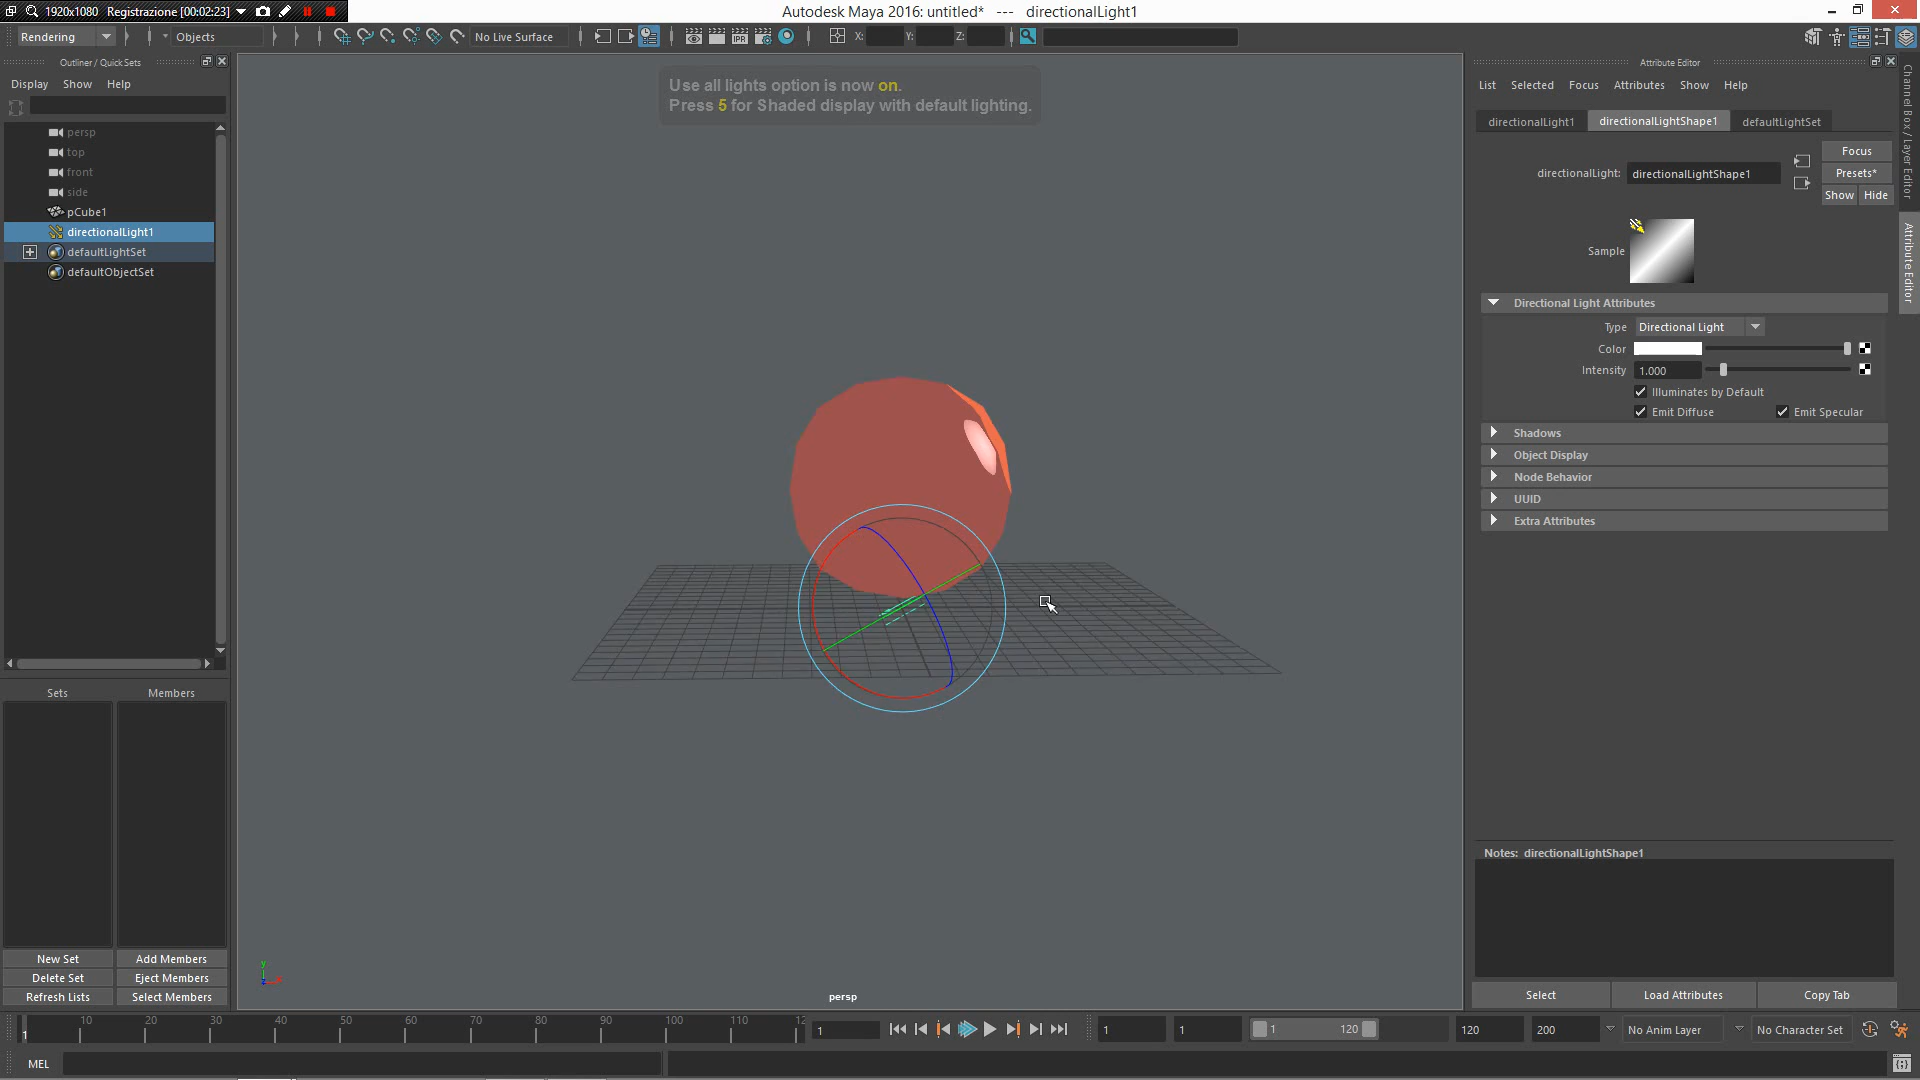 1920x1080 Registrazione [00:02:23]
Autodesk Maya 2016: untitled* --- directionalLight1
Rendering
Objects
No Live Surface
IPR
X:
Y:
Z:
Outliner / Quick Sets
Display Show Help
persp
top
front
side
pCube1
directionalLight1
defaultLightSet
defaultObjectSet
Sets
Members
New Set
Add Members
Delete Set
Eject Members
Refresh Lists
Select Members
Use all lights option is now on.
Press 5 for Shaded display with default lighting.
persp
y
Attribute Editor
List Selected Focus Attributes Show Help
directionalLight1
directionalLightShape1
defaultLightSet
directionalLight:
directionalLightShape1
Focus
Presets*
Show
Hide
Sample
Directional Light Attributes
Type
Directional Light
Color
Intensity
1.000
Illuminates by Default
Emit Diffuse
Emit Specular
Shadows
Object Display
Node Behavior
UUID
Extra Attributes
Notes: directionalLightShape1
Select
Load Attributes
Copy Tab
Channel Box / Layer Editor
Attribute Editor
1
10 20 30 40 50 60 70 80 90 100 110 12
1
1
1
1
120
120
200
No Anim Layer
No Character Set
MEL